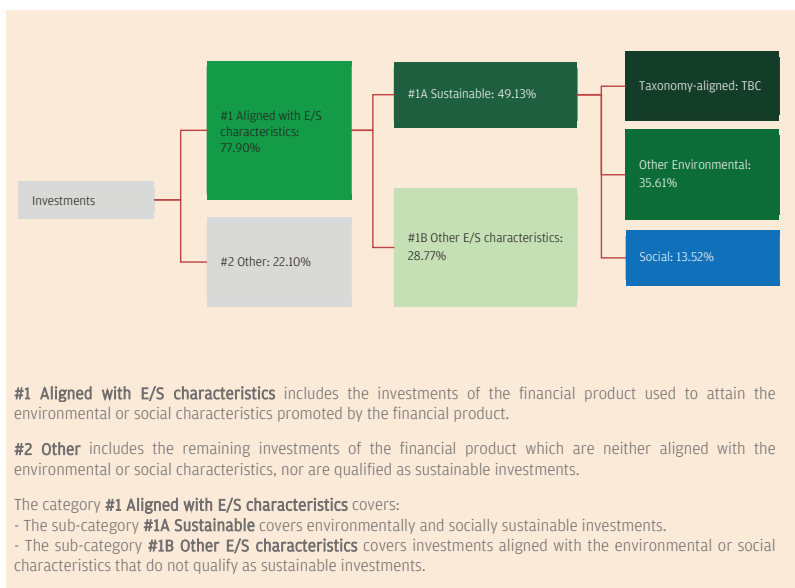 Investments
#1 Aligned with E/S
characteristics:
77.90%
#2 Other: 22.10%
#1A Sustainable: 49.13%
#1B Other E/S characteristics:
28.77%
Taxonomy-aligned: TBC
Other Environmental:
35.61%
Social: 13.52%
#1 Aligned with E/S characteristics includes the investments of the financial product used to attain the
environmental or social characteristics promoted by the financial product.
#2 Other includes the remaining investments of the financial product which are neither aligned with the
environmental or social characteristics, nor are qualified as sustainable investments.
The category #1 Aligned with E/S characteristics covers:
- The sub-category #1A Sustainable covers environmentally and socially sustainable investments.
- The sub-category #1B Other E/S characteristics covers investments aligned with the environmental or social
characteristics that do not qualify as sustainable investments.